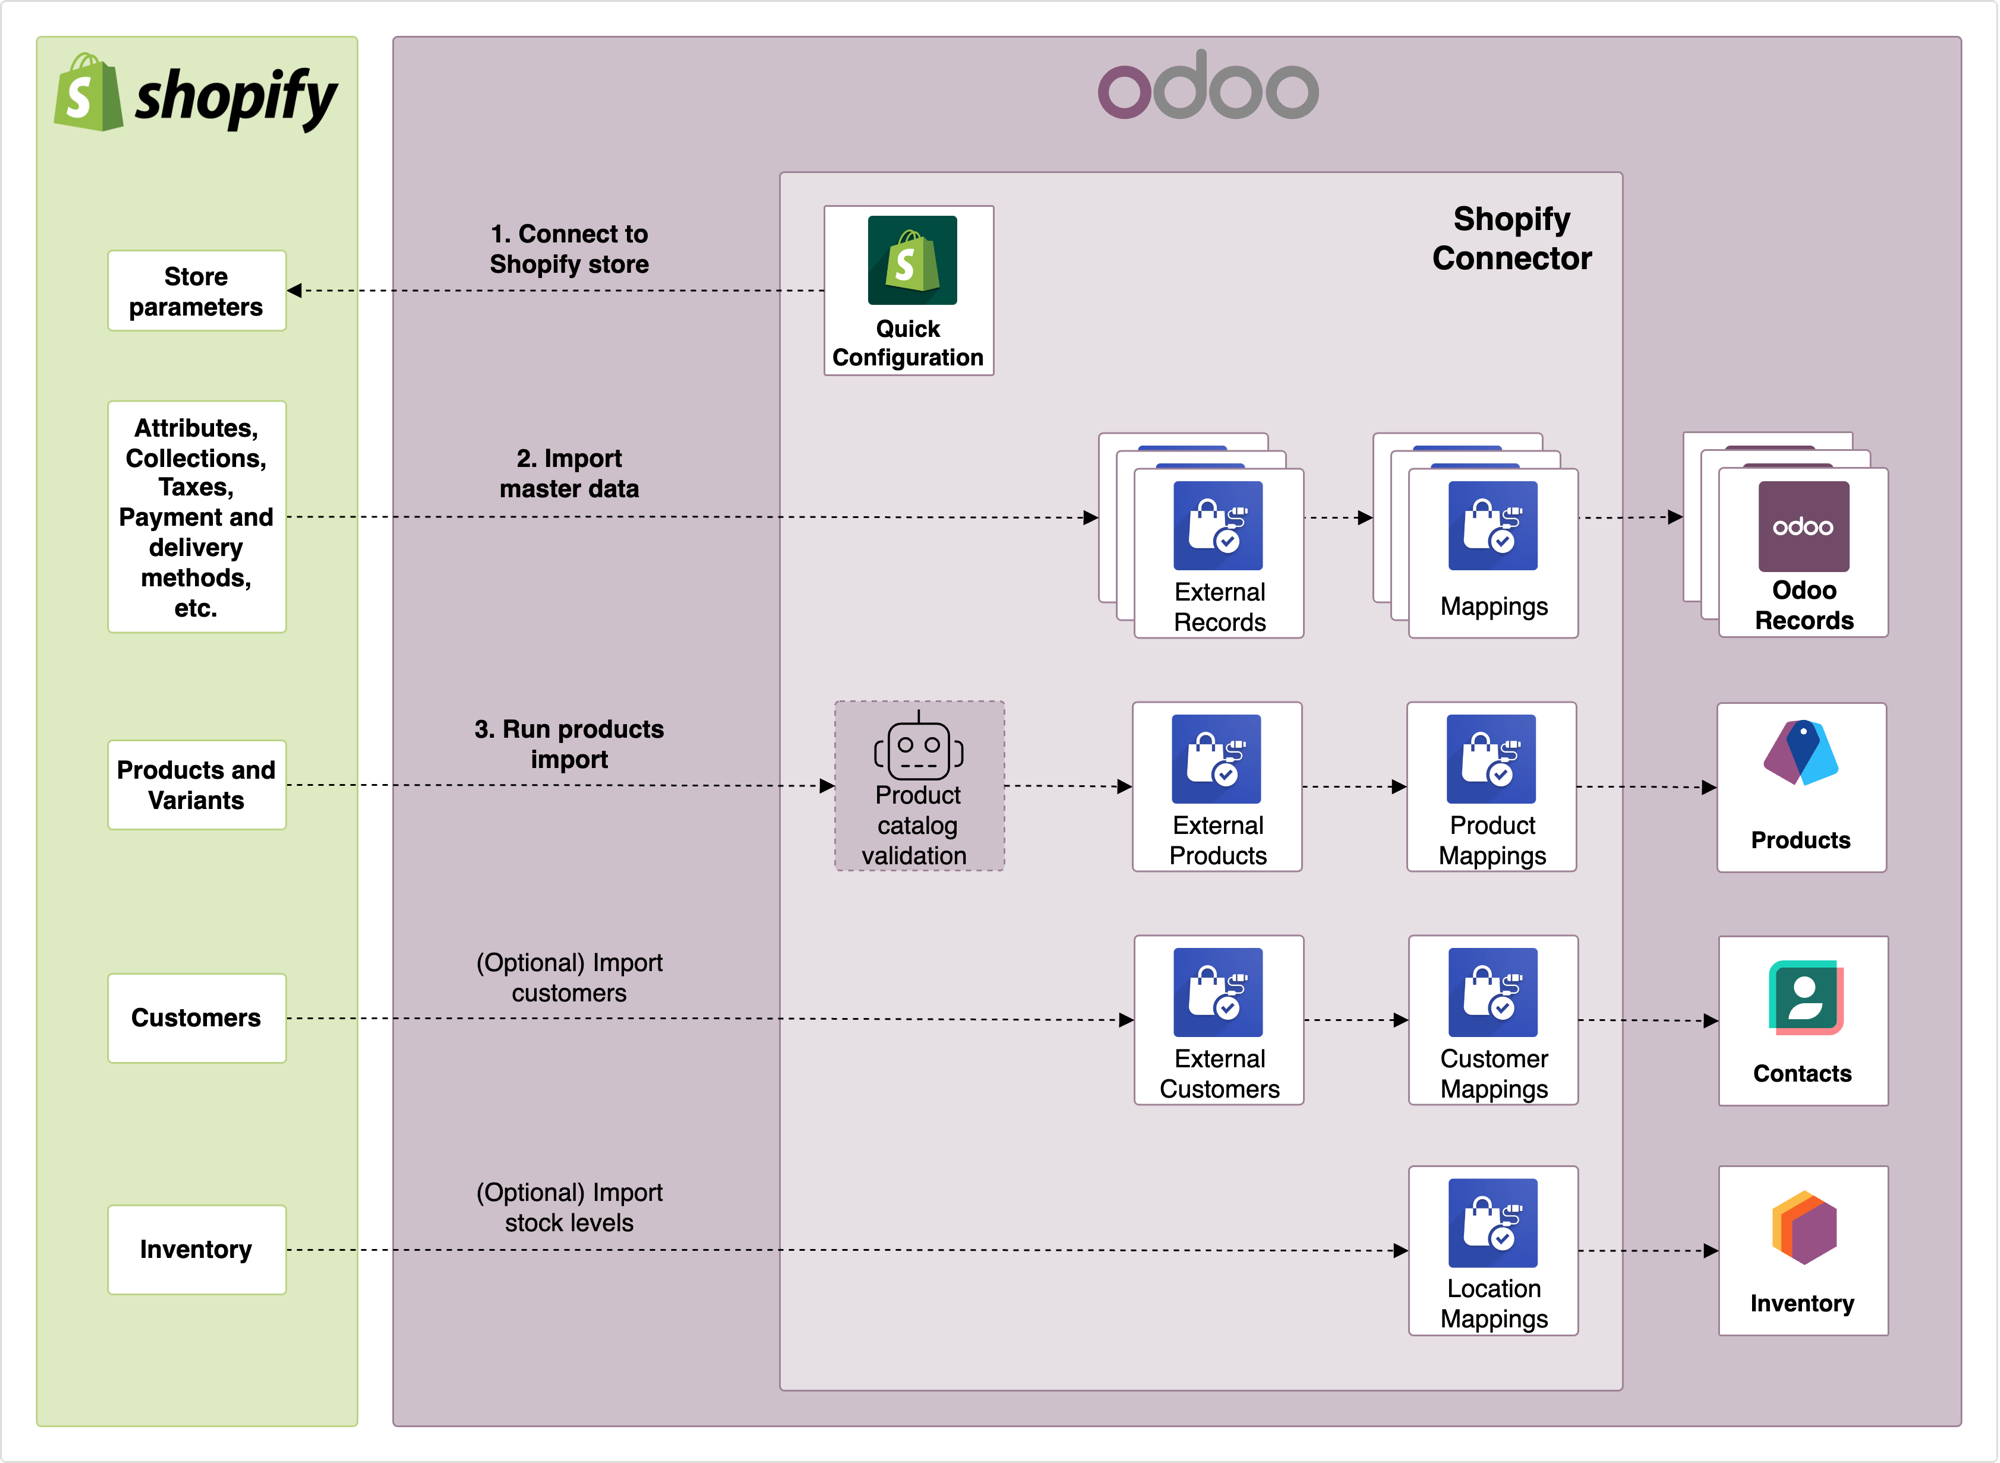 shopify
odoo
Shopify
Connector
1. Connect to
Shopify store
Store
parameters
Quick
Configuration
Attributes,
Collections,
Taxes,
Payment and
delivery
methods,
etc.
2. Import
master data
External
Records
Mappings
odoo
Odoo
Records
Products and
Variants
3. Run products
import
Product
catalog
validation
External
Products
Product
Mappings
Products
Customers
(Optional) Import
customers
External
Customers
Customer
Mappings
Contacts
Inventory
(Optional) Import
stock levels
Location
Mappings
Inventory